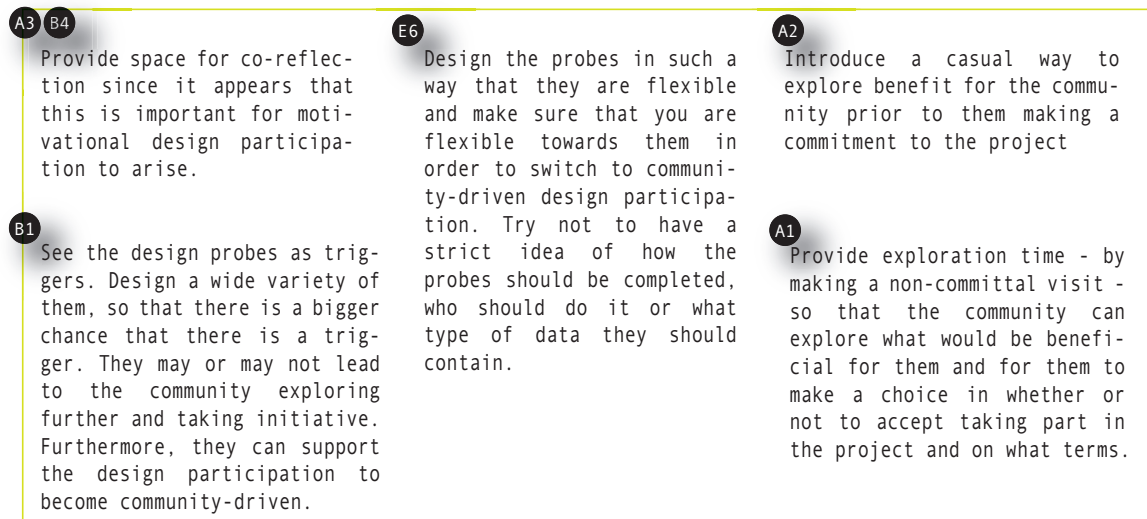 A3 B4
Provide space for co-reflec-
tion since it appears that
this is important for moti-
vational design participa-
tion to arise.
B1
See the design probes as trig-
gers. Design a wide variety of
them, so that there is a bigger
chance that there is a trig-
ger. They may or may not lead
to the community exploring
further and taking initiative.
Furthermore, they can support
the design participation to
become community-driven.
E6
Design the probes in such a
way that they are flexible
and make sure that you are
flexible towards them in
order to switch to communi-
ty-driven design participa-
tion. Try not to have a
strict idea of how the
probes should be completed,
who should do it or what
type of data they should
contain.
A2
Introduce a casual way to
explore benefit for the commu-
nity prior to them making a
commitment to the project
A1
Provide exploration time - by
making a non-committal visit -
so that the community can
explore what would be benefi-
cial for them and for them to
make a choice in whether or
not to accept taking part in
the project and on what terms.